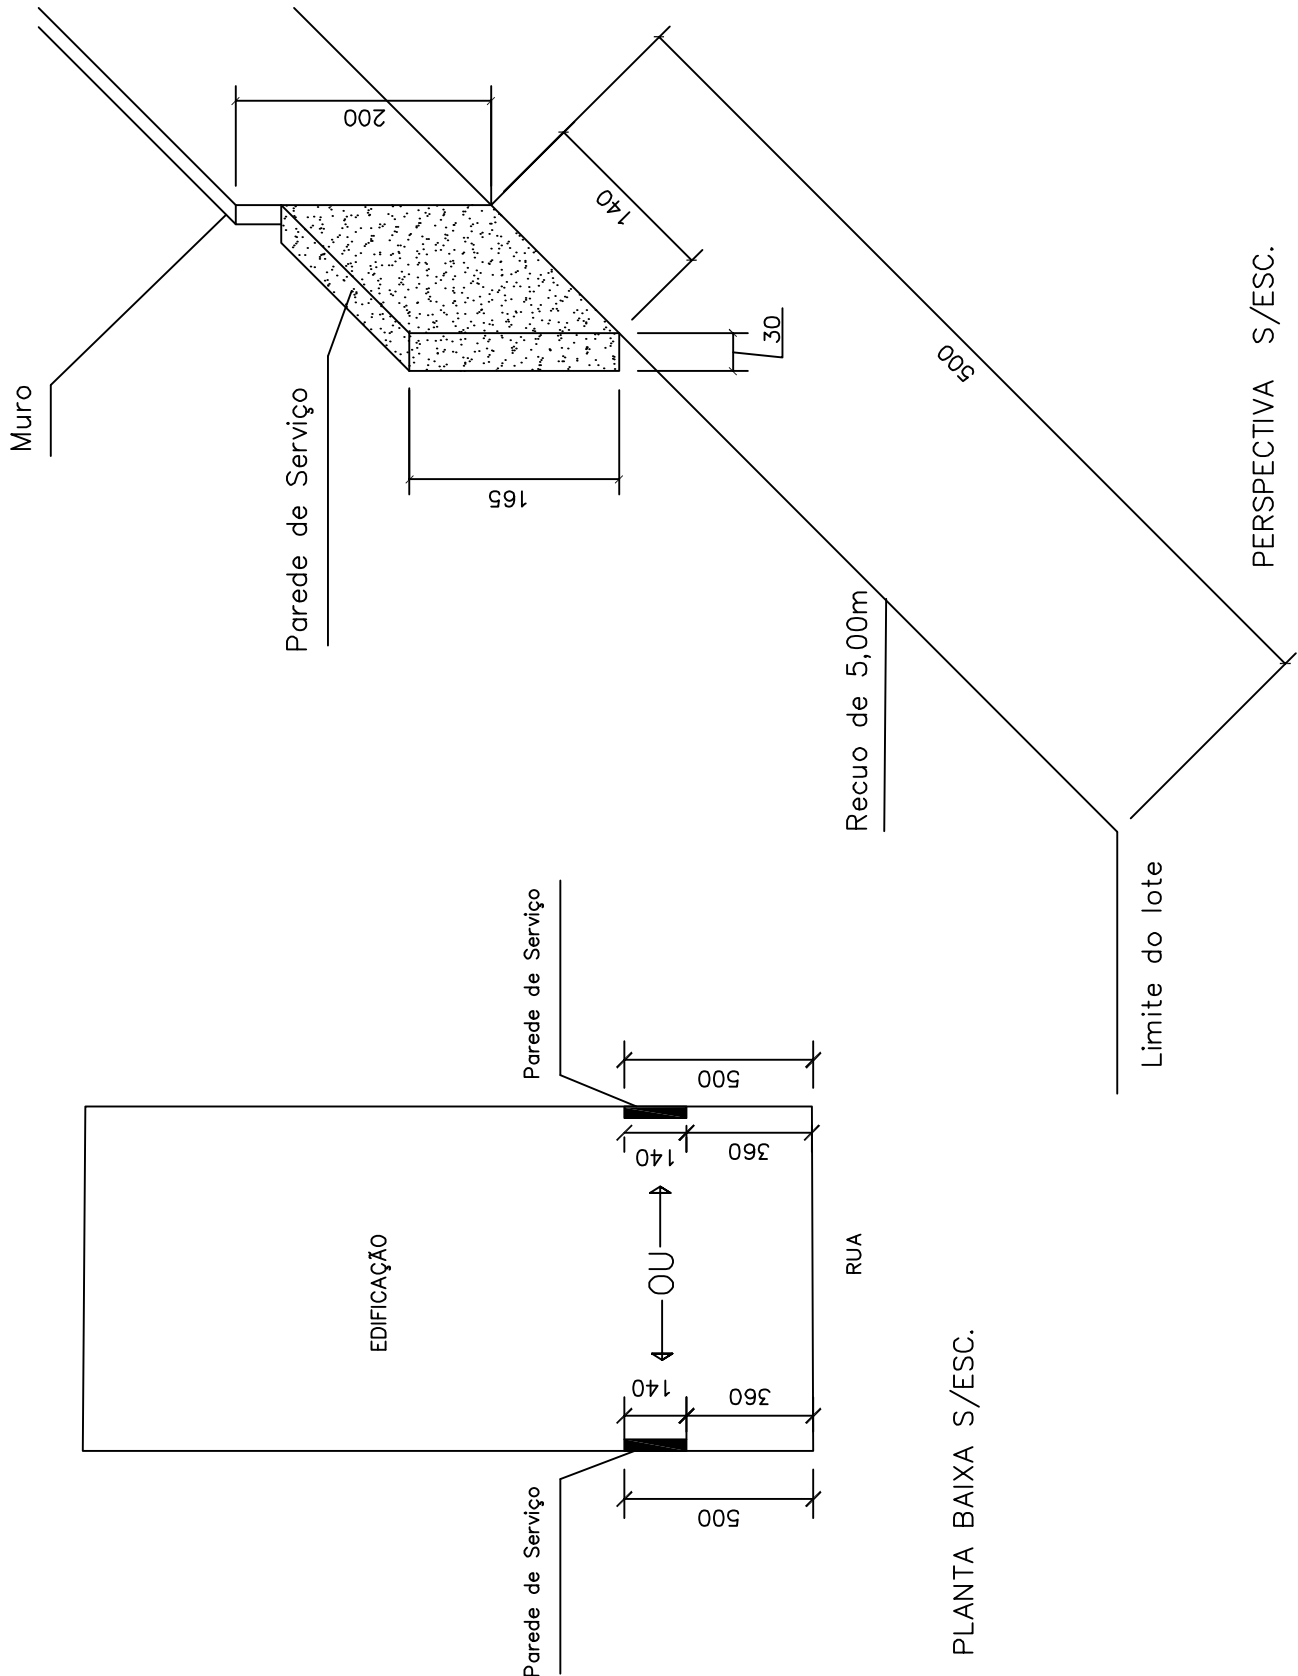 Parede de Serviço
500
360
140
EDIFICAÇÃO
OU
RUA
140
360
500
Parede de Serviço
PLANTA BAIXA S/ESC.
Muro
Parede de Serviço
200
165
140
30
500
Recuo de 5,00m
Limite do lote
PERSPECTIVA S/ESC.